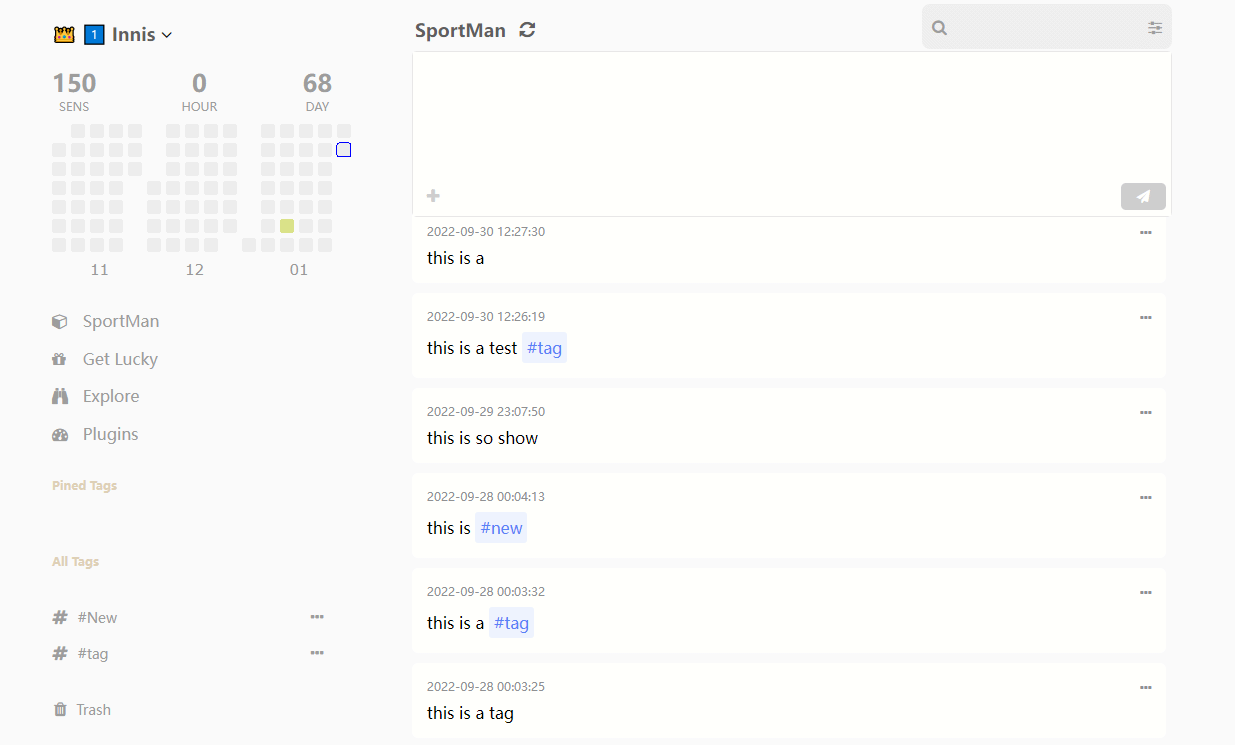 1 Innis
150 0 68
SENS HOUR DAY
11 12 01
SportMan
Get Lucky
Explore
Plugins
Pined Tags
All Tags
#New
#tag
Trash
SportMan
2022-09-30 12:27:30
this is a
2022-09-30 12:26:19
this is a test #tag
2022-09-29 23:07:50
this is so show
2022-09-28 00:04:13
this is #new
2022-09-28 00:03:32
this is a #tag
2022-09-28 00:03:25
this is a tag